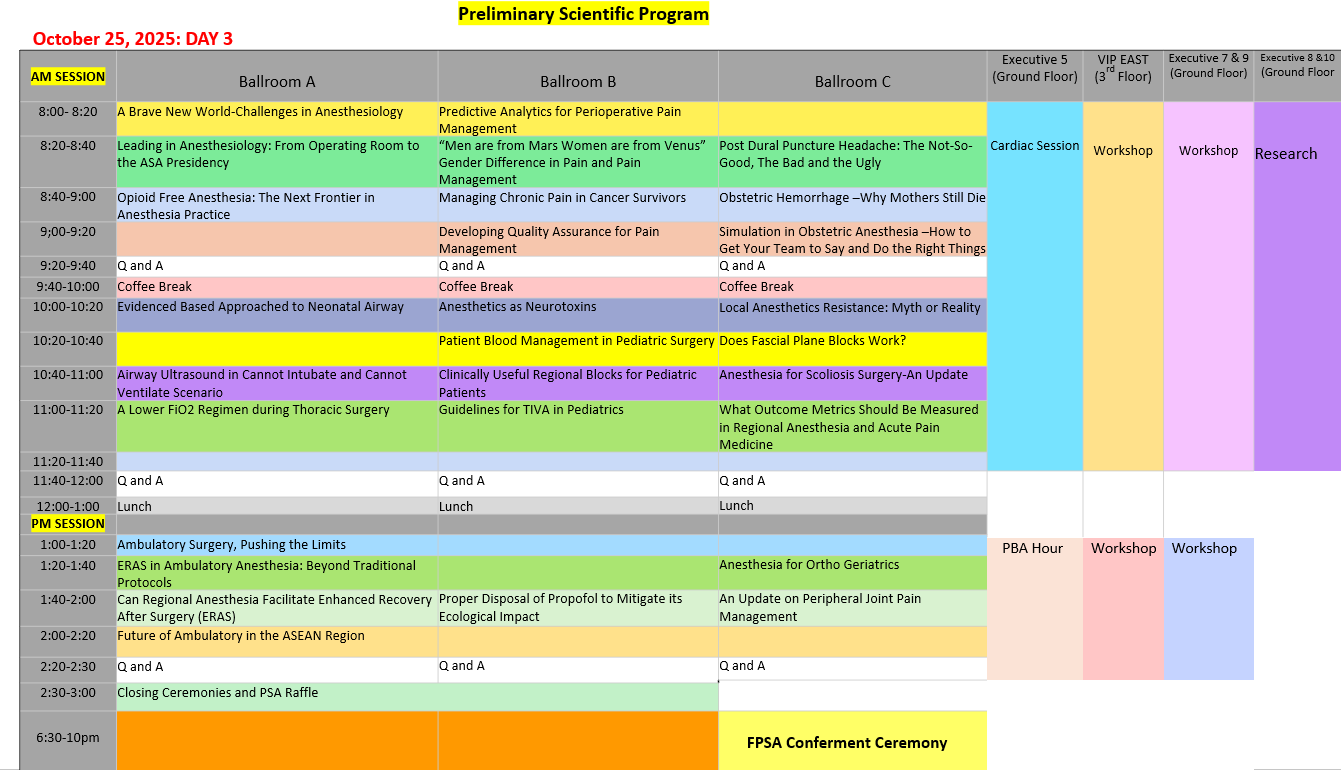 Preliminary Scientific Program
October 25, 2025: DAY 3
AM SESSION
Ballroom A
Ballroom B
Ballroom C
Executive 5
(Ground Floor)
VIP EAST
(3rd Floor)
Executive 7 & 9
(Ground Floor)
Executive 8 &10
(Ground Floor
8:00- 8:20
A Brave New World-Challenges in Anesthesiology
Predictive Analytics for Perioperative Pain
Management
8:20-8:40
Leading in Anesthesiology: From Operating Room to
the ASA Presidency
“Men are from Mars Women are from Venus”
Gender Difference in Pain and Pain
Management
Post Dural Puncture Headache: The Not-So-
Good, The Bad and the Ugly
Cardiac Session
Workshop
Workshop
Research
8:40-9:00
Opioid Free Anesthesia: The Next Frontier in
Anesthesia Practice
Managing Chronic Pain in Cancer Survivors
Obstetric Hemorrhage –Why Mothers Still Die
9;00-9:20
Developing Quality Assurance for Pain
Management
Simulation in Obstetric Anesthesia –How to
Get Your Team to Say and Do the Right Things
9:20-9:40
Q and A
Q and A
Q and A
9:40-10:00
Coffee Break
Coffee Break
Coffee Break
10:00-10:20
Evidenced Based Approached to Neonatal Airway
Anesthetics as Neurotoxins
Local Anesthetics Resistance: Myth or Reality
10:20-10:40
Patient Blood Management in Pediatric Surgery
Does Fascial Plane Blocks Work?
10:40-11:00
Airway Ultrasound in Cannot Intubate and Cannot
Ventilate Scenario
Clinically Useful Regional Blocks for Pediatric
Patients
Anesthesia for Scoliosis Surgery-An Update
11:00-11:20
A Lower FiO2 Regimen during Thoracic Surgery
Guidelines for TIVA in Pediatrics
What Outcome Metrics Should Be Measured
in Regional Anesthesia and Acute Pain
Medicine
11:20-11:40
11:40-12:00
Q and A
Q and A
Q and A
12:00-1:00
Lunch
Lunch
Lunch
PM SESSION
1:00-1:20
Ambulatory Surgery, Pushing the Limits
PBA Hour
Workshop
Workshop
1:20-1:40
ERAS in Ambulatory Anesthesia: Beyond Traditional
Protocols
Anesthesia for Ortho Geriatrics
1:40-2:00
Can Regional Anesthesia Facilitate Enhanced Recovery
After Surgery (ERAS)
Proper Disposal of Propofol to Mitigate its
Ecological Impact
An Update on Peripheral Joint Pain
Management
2:00-2:20
Future of Ambulatory in the ASEAN Region
2:20-2:30
Q and A
Q and A
Q and A
2:30-3:00
Closing Ceremonies and PSA Raffle
6:30-10pm
FPSA Conferment Ceremony